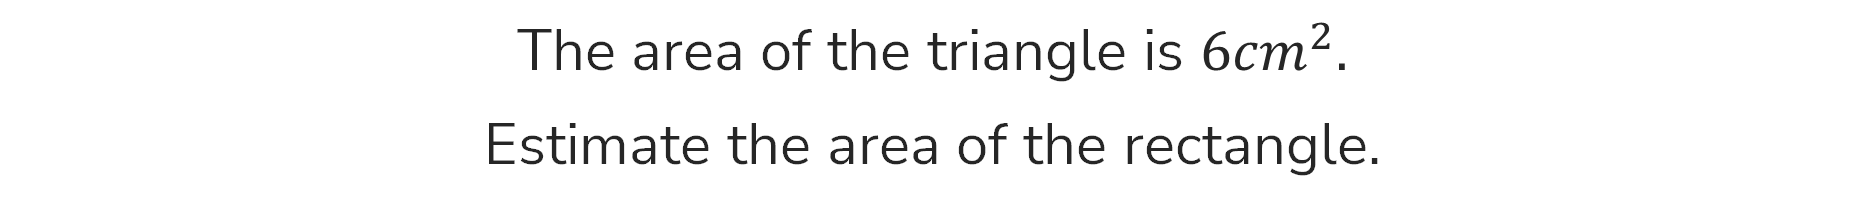 The area of the triangle is 6cm².
Estimate the area of the rectangle.